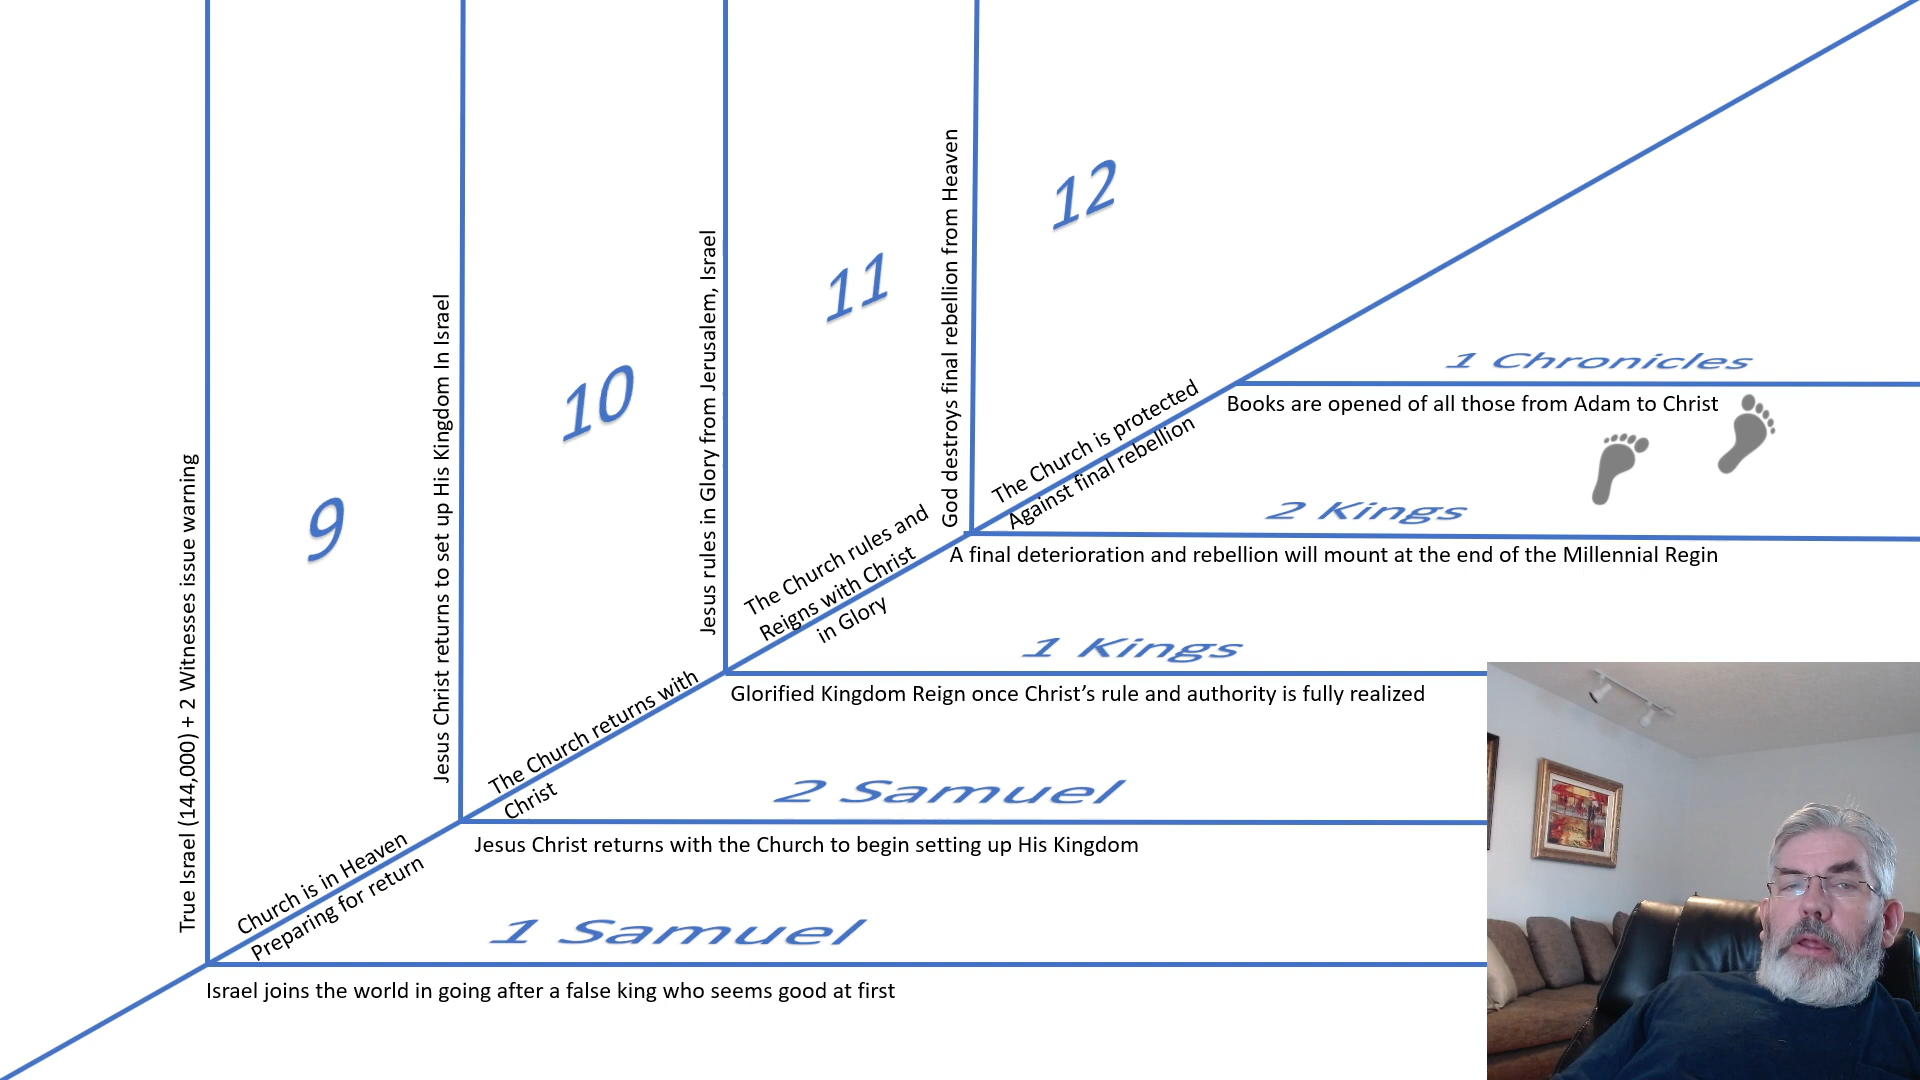 True Israel (144,000) + 2 Witnesses issue warning
9
Church is in Heaven
Preparing for return
1 Samuel
Israel joins the world in going after a false king who seems good at first
Jesus Christ returns to set up His Kingdom In Israel
10
The Church returns with
Christ
2 Samuel
Jesus Christ returns with the Church to begin setting up His Kingdom
Jesus rules in Glory from Jerusalem, Israel
11
The Church rules and
Reigns with Christ
in Glory
1 Kings
Glorified Kingdom Reign once Christ’s rule and authority is fully realized
God destroys final rebellion from Heaven
12
The Church is protected
Against final rebellion
2 Kings
A final deterioration and rebellion will mount at the end of the Millennial Regin
1 Chronicles
Books are opened of all those from Adam to Christ